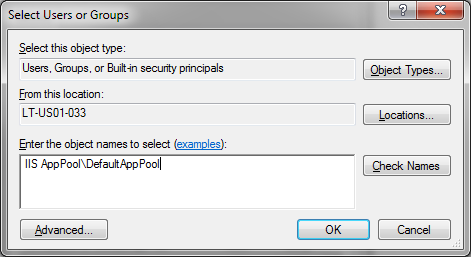 Select Users or Groups
?
Select this object type:
Users, Groups, or Built-in security principals
Object Types...
From this location:
LT-US01-033
Locations...
Enter the object names to select (examples):
IIS AppPool\DefaultAppPool
Check Names
Advanced...
OK
Cancel